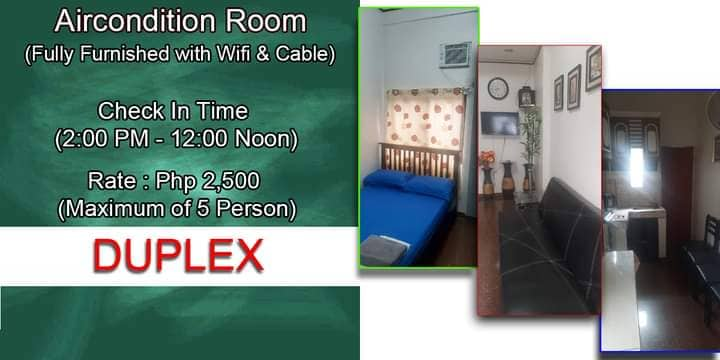 Aircondition Room
(Fully Furnished with Wifi & Cable)
Check In Time
(2:00 PM - 12:00 Noon)
Rate : Php 2,500
(Maximum of 5 Person)
DUPLEX